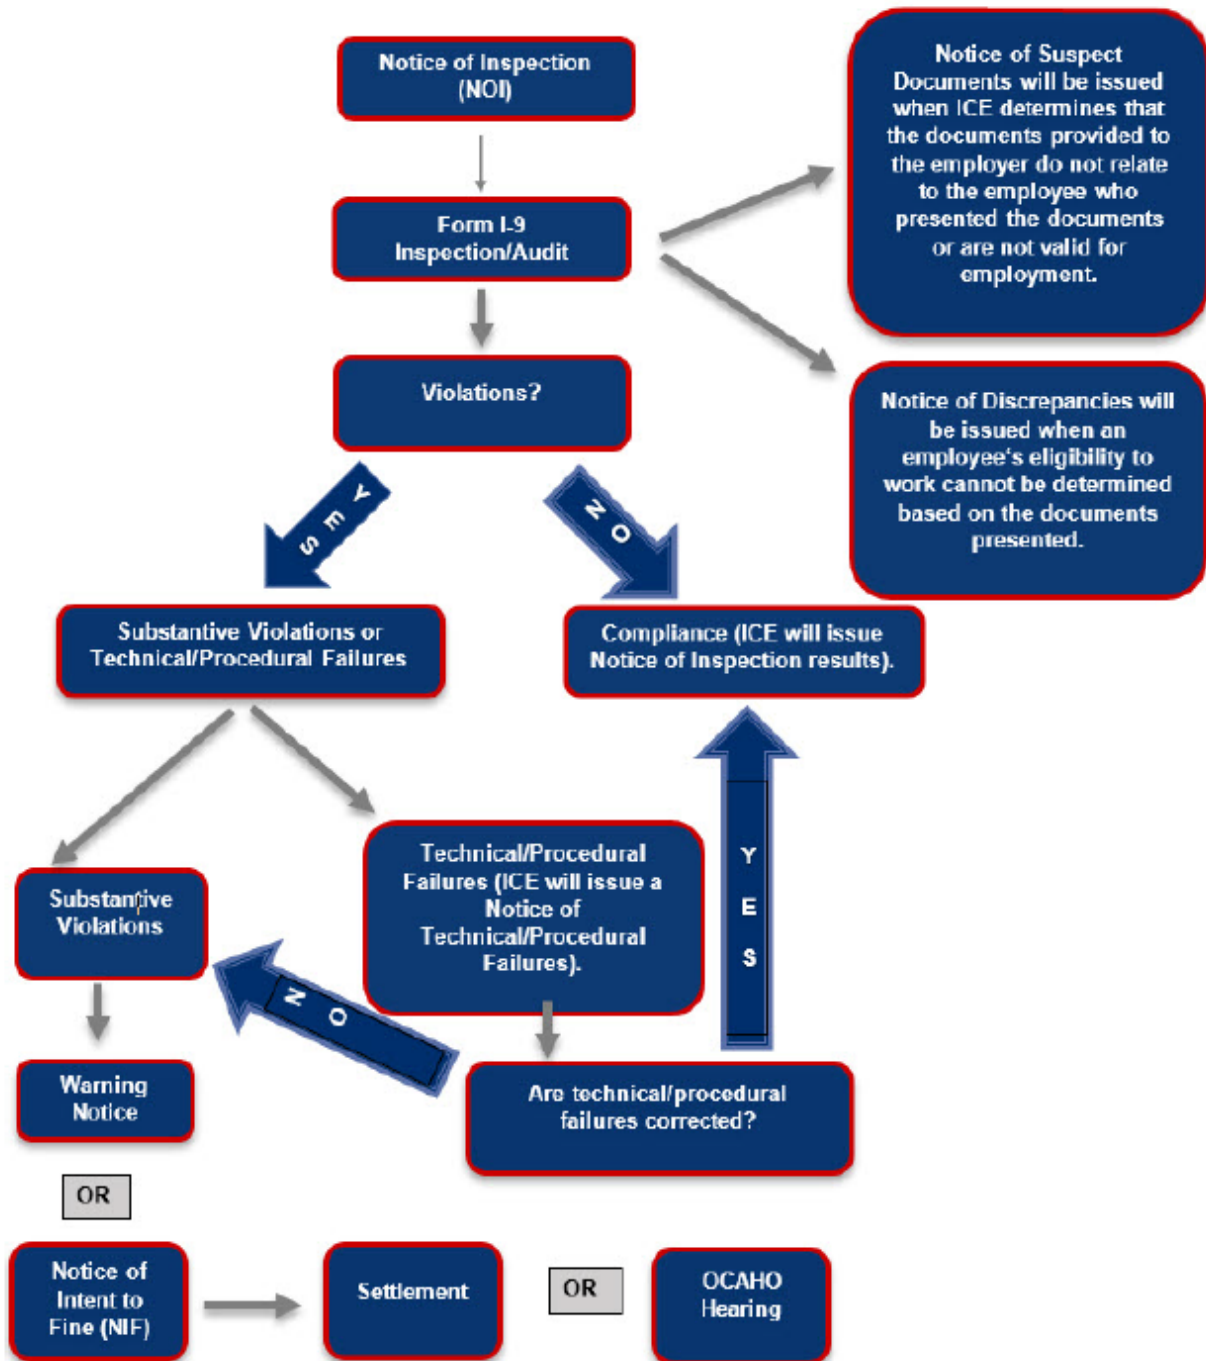 Notice of Inspection
(NOI)
Notice of Suspect
Documents will be issued
when ICE determines that
the documents provided to
the employer do not relate
to the employee who
presented the documents
or are not valid for
employment.
Form I-9
Inspection/Audit
Violations?
Notice of Discrepancies will
be issued when an
employee's eligibility to
work cannot be determined
based on the documents
presented.
YES
NO
Substantive Violations or
Technical/Procedural Failures
Compliance (ICE will issue
Notice of Inspection results).
Technical/Procedural
Failures (ICE will issue a
Notice of
Technical/Procedural
Failures).
YES
Substantive
Violations
NO
Warning
Notice
Are technical/procedural
failures corrected?
OR
Notice of
Intent to
Fine (NIF)
Settlement
OR
OCAHO
Hearing